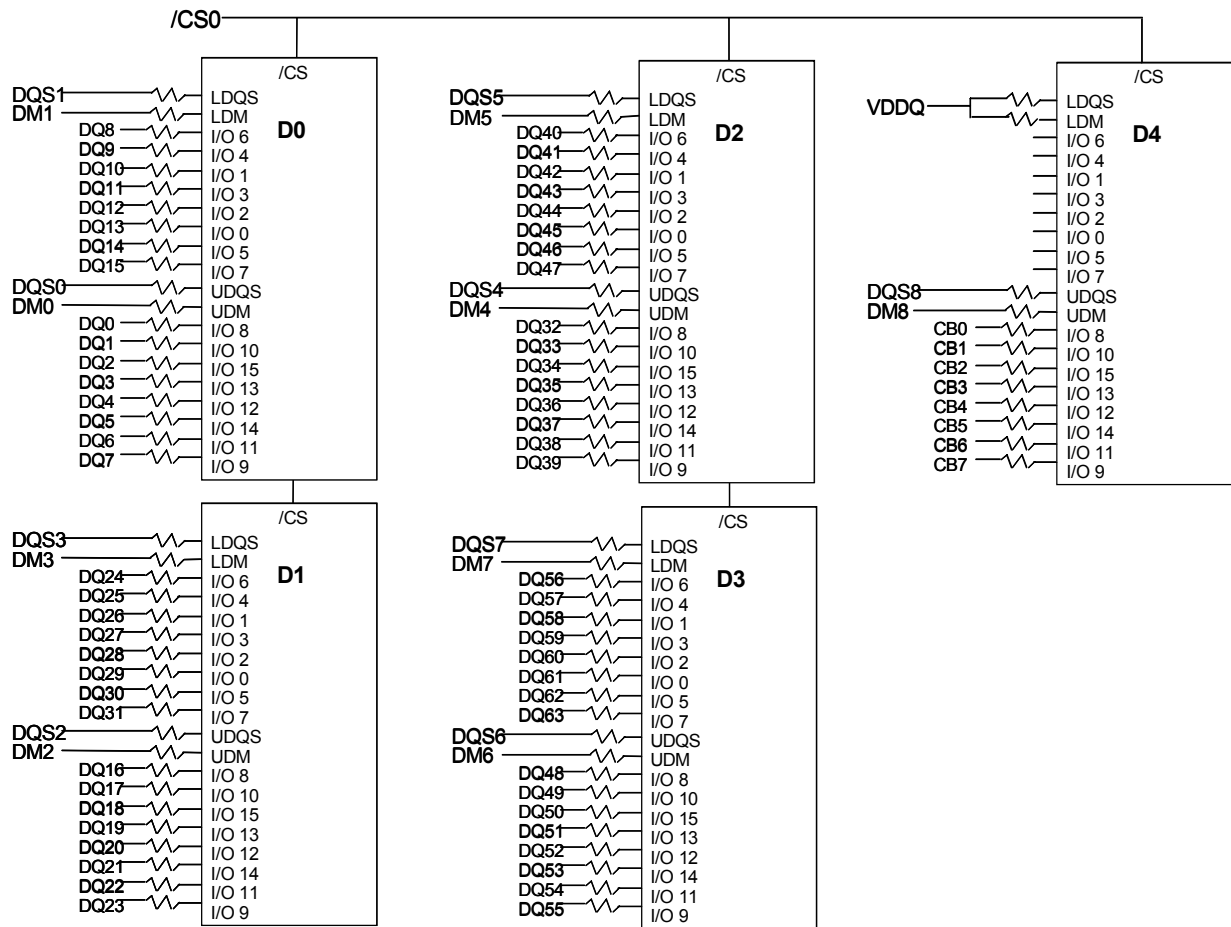 /CS0
/CS
D0
DQS1 LDQS
DM1 LDM
DQ8 I/O 6
DQ9 I/O 4
DQ10 I/O 1
DQ11 I/O 3
DQ12 I/O 2
DQ13 I/O 0
DQ14 I/O 5
DQ15 I/O 7
DQS0 UDQS
DM0 UDM
DQ0 I/O 8
DQ1 I/O 10
DQ2 I/O 15
DQ3 I/O 13
DQ4 I/O 12
DQ5 I/O 14
DQ6 I/O 11
DQ7 I/O 9
/CS
D1
DQS3 LDQS
DM3 LDM
DQ24 I/O 6
DQ25 I/O 4
DQ26 I/O 1
DQ27 I/O 3
DQ28 I/O 2
DQ29 I/O 0
DQ30 I/O 5
DQ31 I/O 7
DQS2 UDQS
DM2 UDM
DQ16 I/O 8
DQ17 I/O 10
DQ18 I/O 15
DQ19 I/O 13
DQ20 I/O 12
DQ21 I/O 14
DQ22 I/O 11
DQ23 I/O 9
/CS
D2
DQS5 LDQS
DM5 LDM
DQ40 I/O 6
DQ41 I/O 4
DQ42 I/O 1
DQ43 I/O 3
DQ44 I/O 2
DQ45 I/O 0
DQ46 I/O 5
DQ47 I/O 7
DQS4 UDQS
DM4 UDM
DQ32 I/O 8
DQ33 I/O 10
DQ34 I/O 15
DQ35 I/O 13
DQ36 I/O 12
DQ37 I/O 14
DQ38 I/O 11
DQ39 I/O 9
/CS
D3
DQS7 LDQS
DM7 LDM
DQ56 I/O 6
DQ57 I/O 4
DQ58 I/O 1
DQ59 I/O 3
DQ60 I/O 2
DQ61 I/O 0
DQ62 I/O 5
DQ63 I/O 7
DQS6 UDQS
DM6 UDM
DQ48 I/O 8
DQ49 I/O 10
DQ50 I/O 15
DQ51 I/O 13
DQ52 I/O 12
DQ53 I/O 14
DQ54 I/O 11
DQ55 I/O 9
/CS
D4
VDDQ LDQS
LDM
I/O 6
I/O 4
I/O 1
I/O 3
I/O 2
I/O 0
I/O 5
I/O 7
DQS8 UDQS
DM8 UDM
CB0 I/O 8
CB1 I/O 10
CB2 I/O 15
CB3 I/O 13
CB4 I/O 12
CB5 I/O 14
CB6 I/O 11
CB7 I/O 9